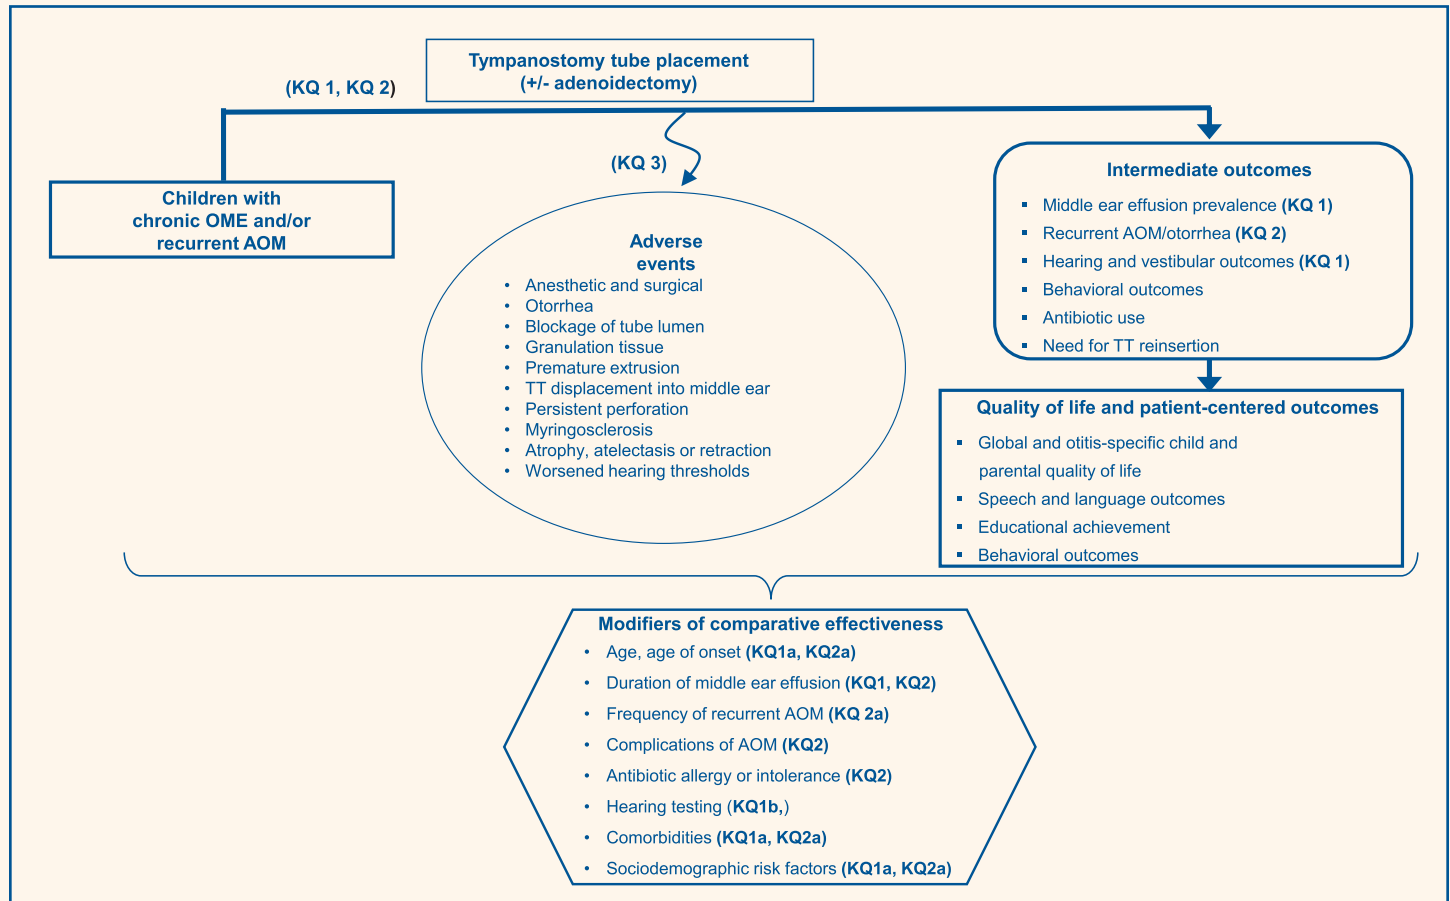 Tympanostomy tube placement
(+/- adenoidectomy)
(KQ 1, KQ 2)
(KQ 3)
Children with
chronic OME and/or
recurrent AOM
Adverse
events
• Anesthetic and surgical
• Otorrhea
• Blockage of tube lumen
• Granulation tissue
• Premature extrusion
• TT displacement into middle ear
• Persistent perforation
• Myringosclerosis
• Atrophy, atelectasis or retraction
• Worsened hearing thresholds
Intermediate outcomes
▪ Middle ear effusion prevalence (KQ 1)
▪ Recurrent AOM/otorrhea (KQ 2)
▪ Hearing and vestibular outcomes (KQ 1)
▪ Behavioral outcomes
▪ Antibiotic use
▪ Need for TT reinsertion
Quality of life and patient-centered outcomes
▪ Global and otitis-specific child and
parental quality of life
▪ Speech and language outcomes
▪ Educational achievement
▪ Behavioral outcomes
Modifiers of comparative effectiveness
• Age, age of onset (KQ1a, KQ2a)
• Duration of middle ear effusion (KQ1, KQ2)
• Frequency of recurrent AOM (KQ 2a)
• Complications of AOM (KQ2)
• Antibiotic allergy or intolerance (KQ2)
• Hearing testing (KQ1b,)
• Comorbidities (KQ1a, KQ2a)
• Sociodemographic risk factors (KQ1a, KQ2a)